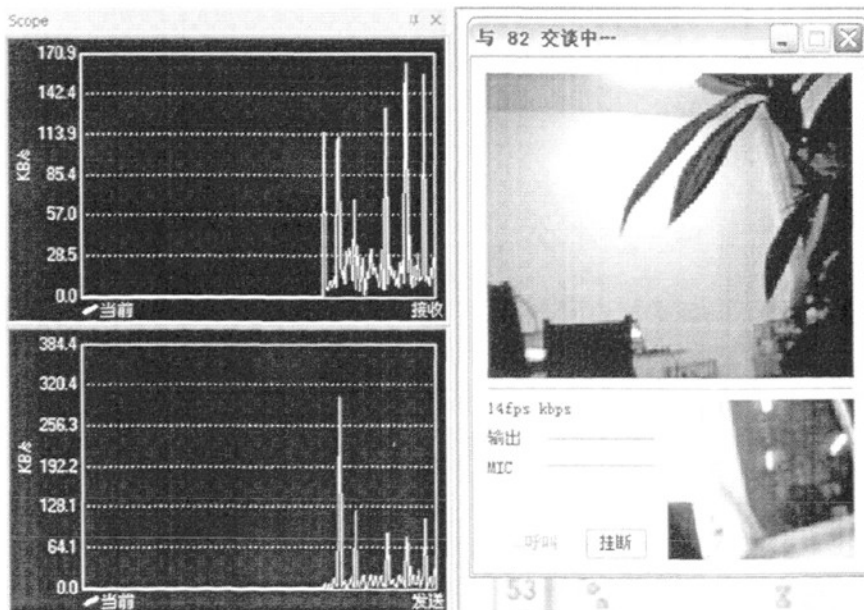 Scope
170.9
142.4
113.9
85.4
57.0
28.5
0.0
KB/s
当前
接收
384.4
320.4
256.3
192.2
128.1
64.1
0.0
KB/s
当前
发送
与 82 交谈中---
14fps kbps
输出
MIC
呼叫
挂断
53